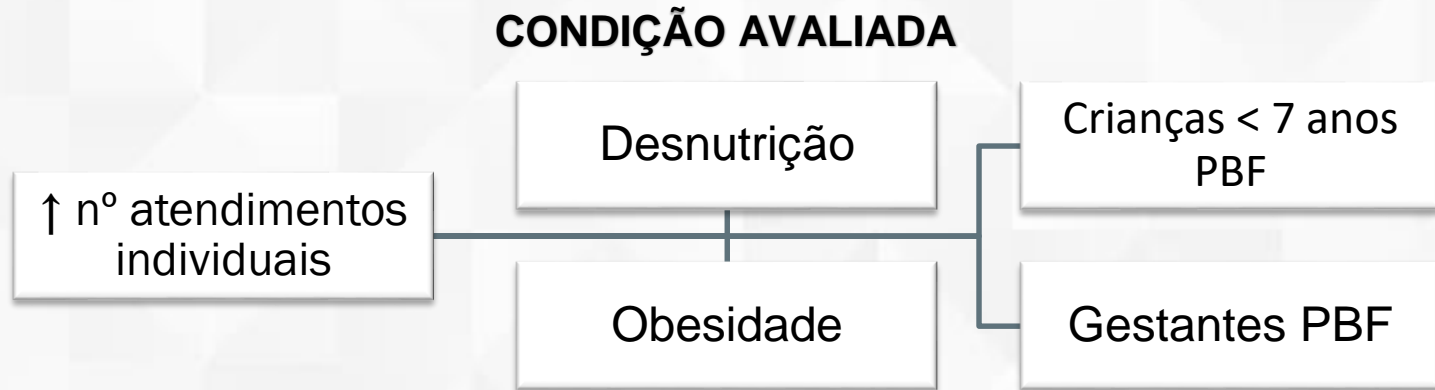 CONDIÇÃO AVALIADA
↑ nº atendimentos
individuais
Desnutrição
Obesidade
Crianças < 7 anos
PBF
Gestantes PBF